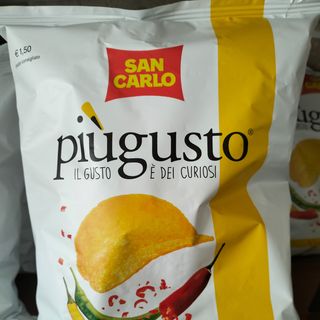 € 1,50
SAN
CARLO
piùgusto®
IL GUSTO È DEI CURIOSI